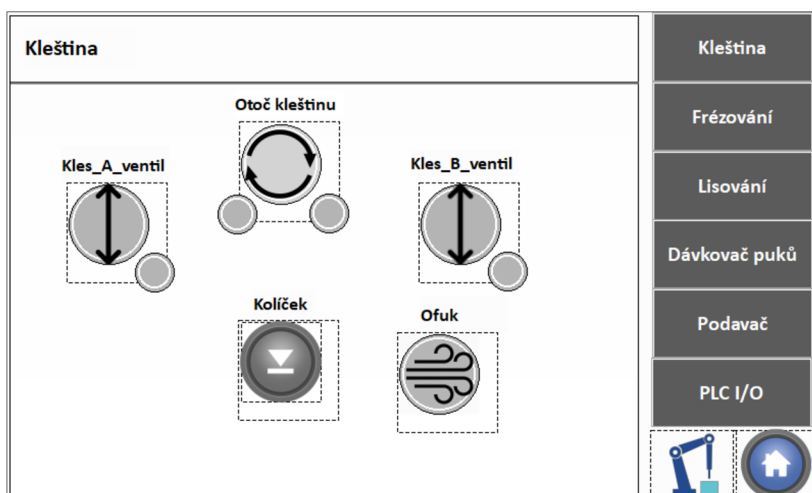 Kleština
Otoč kleštinu
Kles_A_ventil
Kles_B_ventil
Kolíček
Ofuk
Kleština
Frézování
Lisování
Dávkovač puků
Podavač
PLC I/O